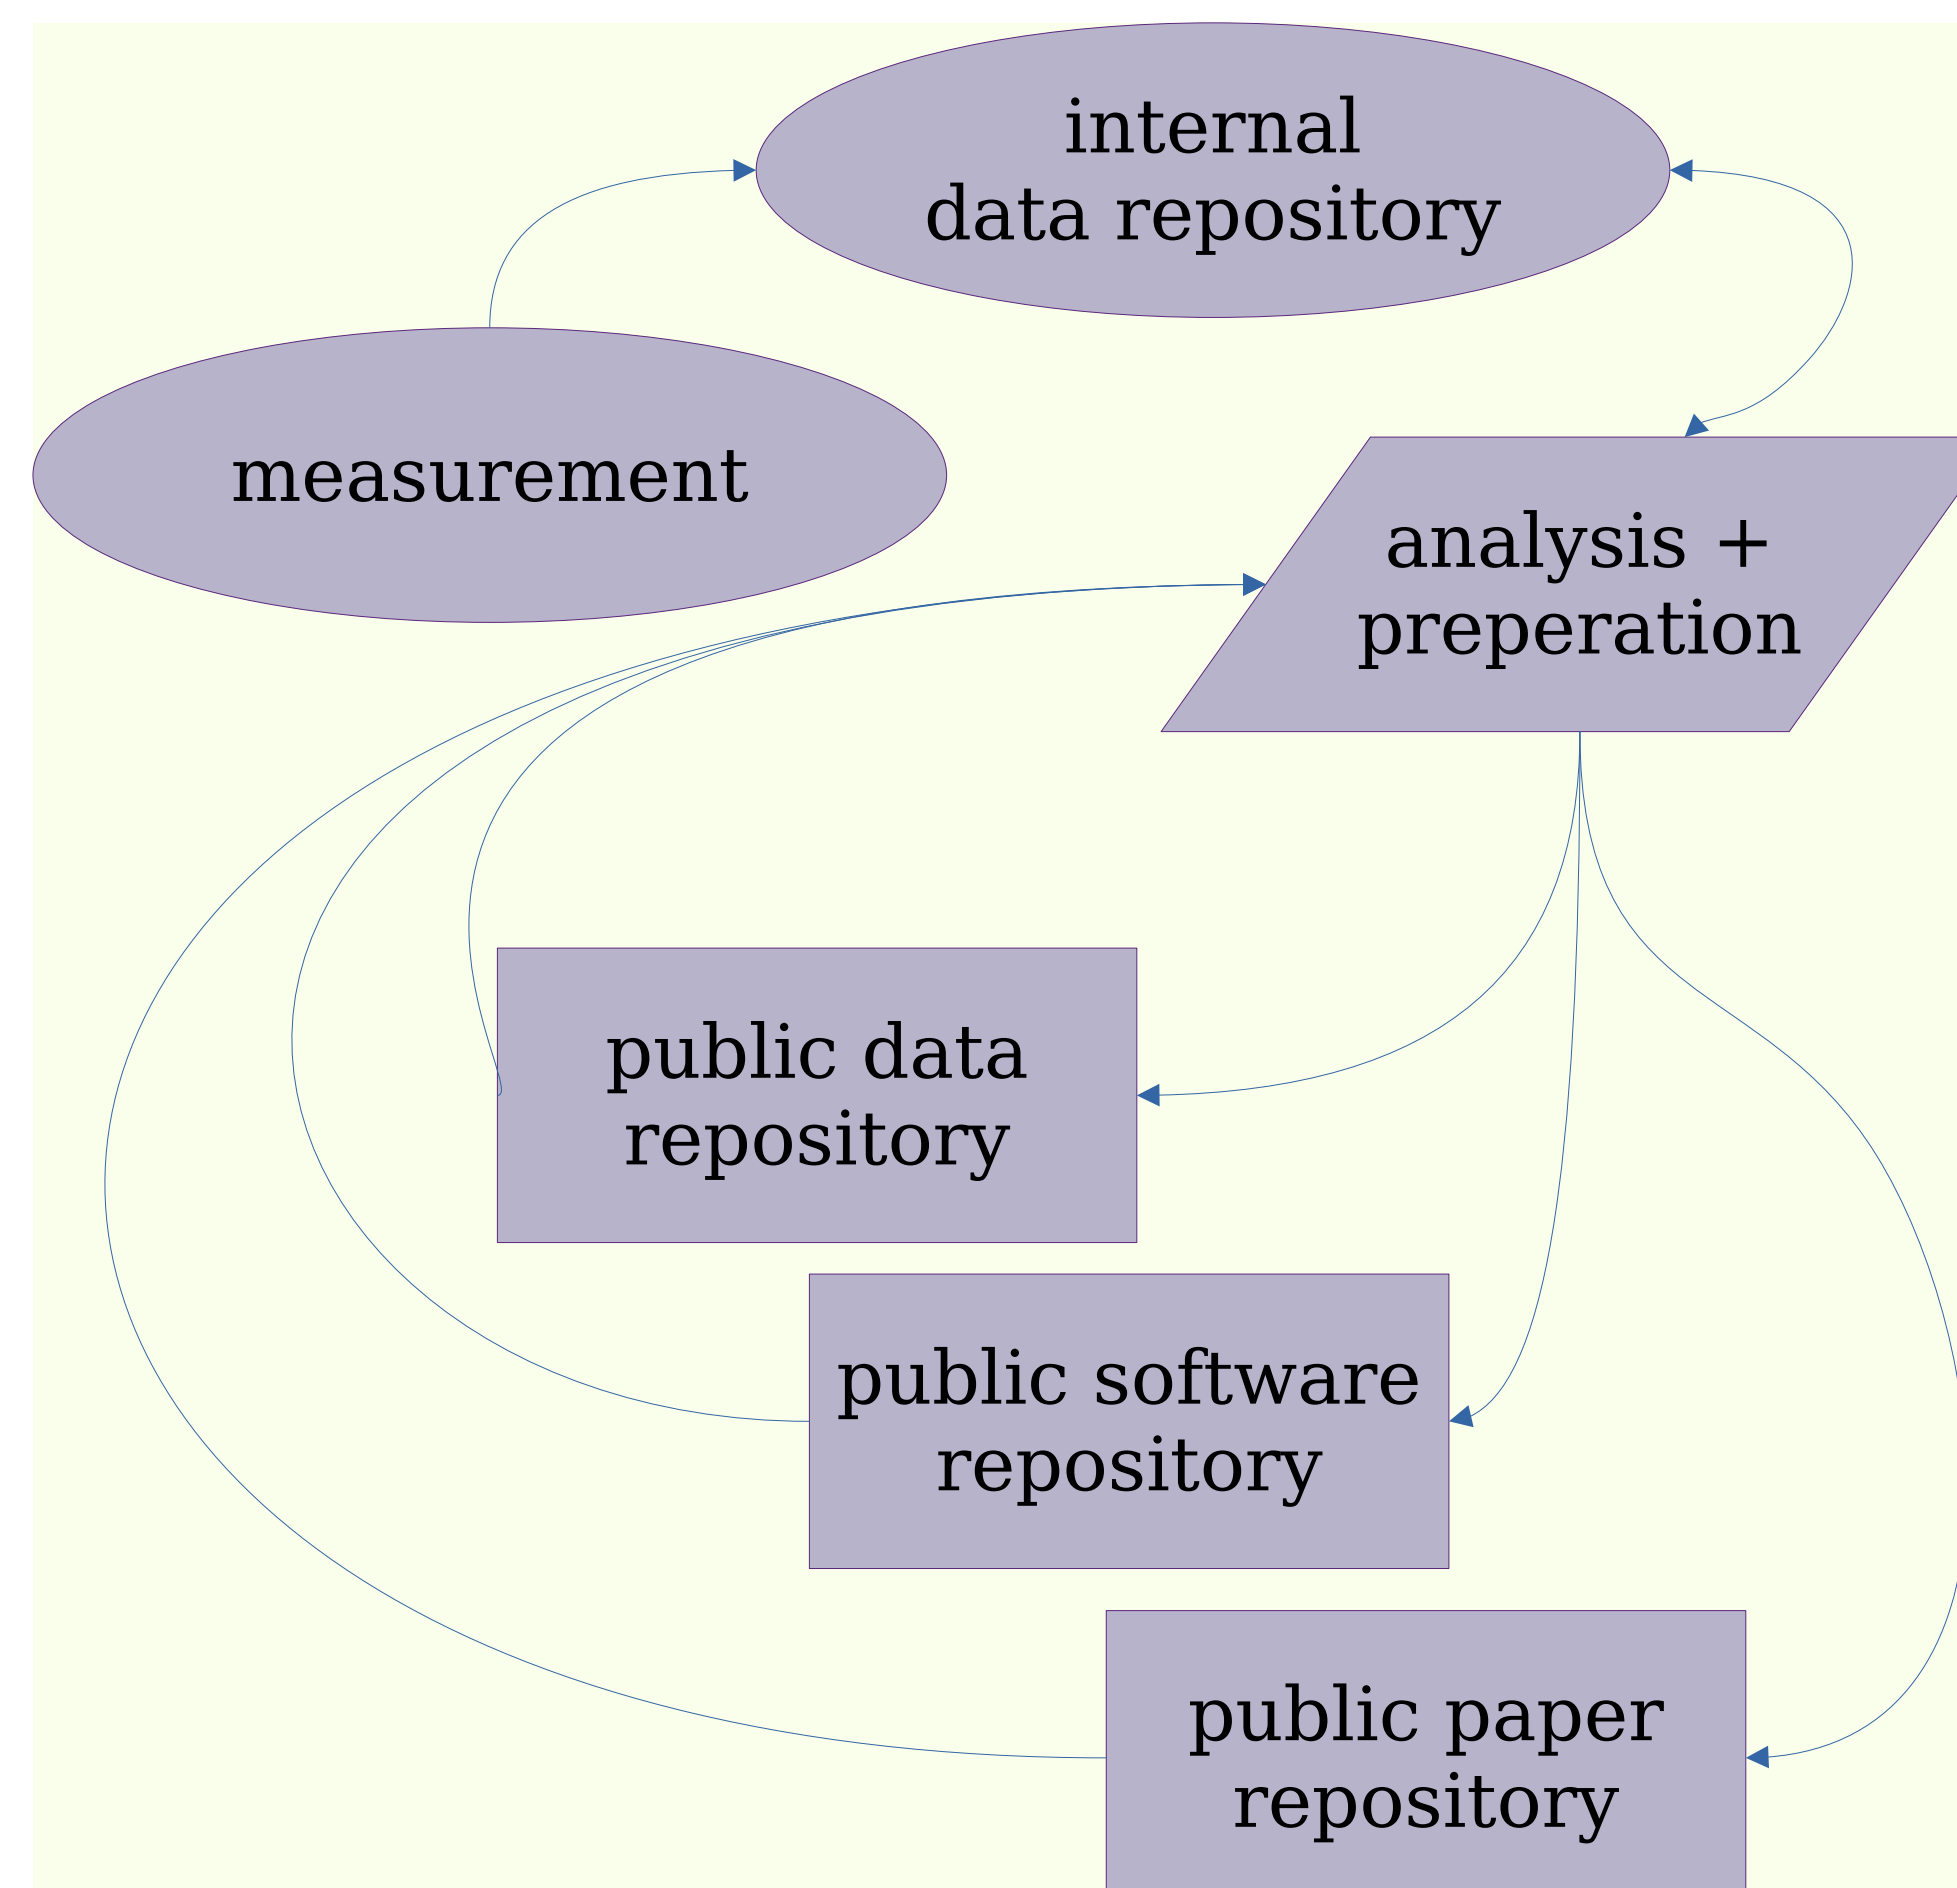 internal
data repository
measurement
analysis +
preperation
public data
repository
public software
repository
public paper
repository